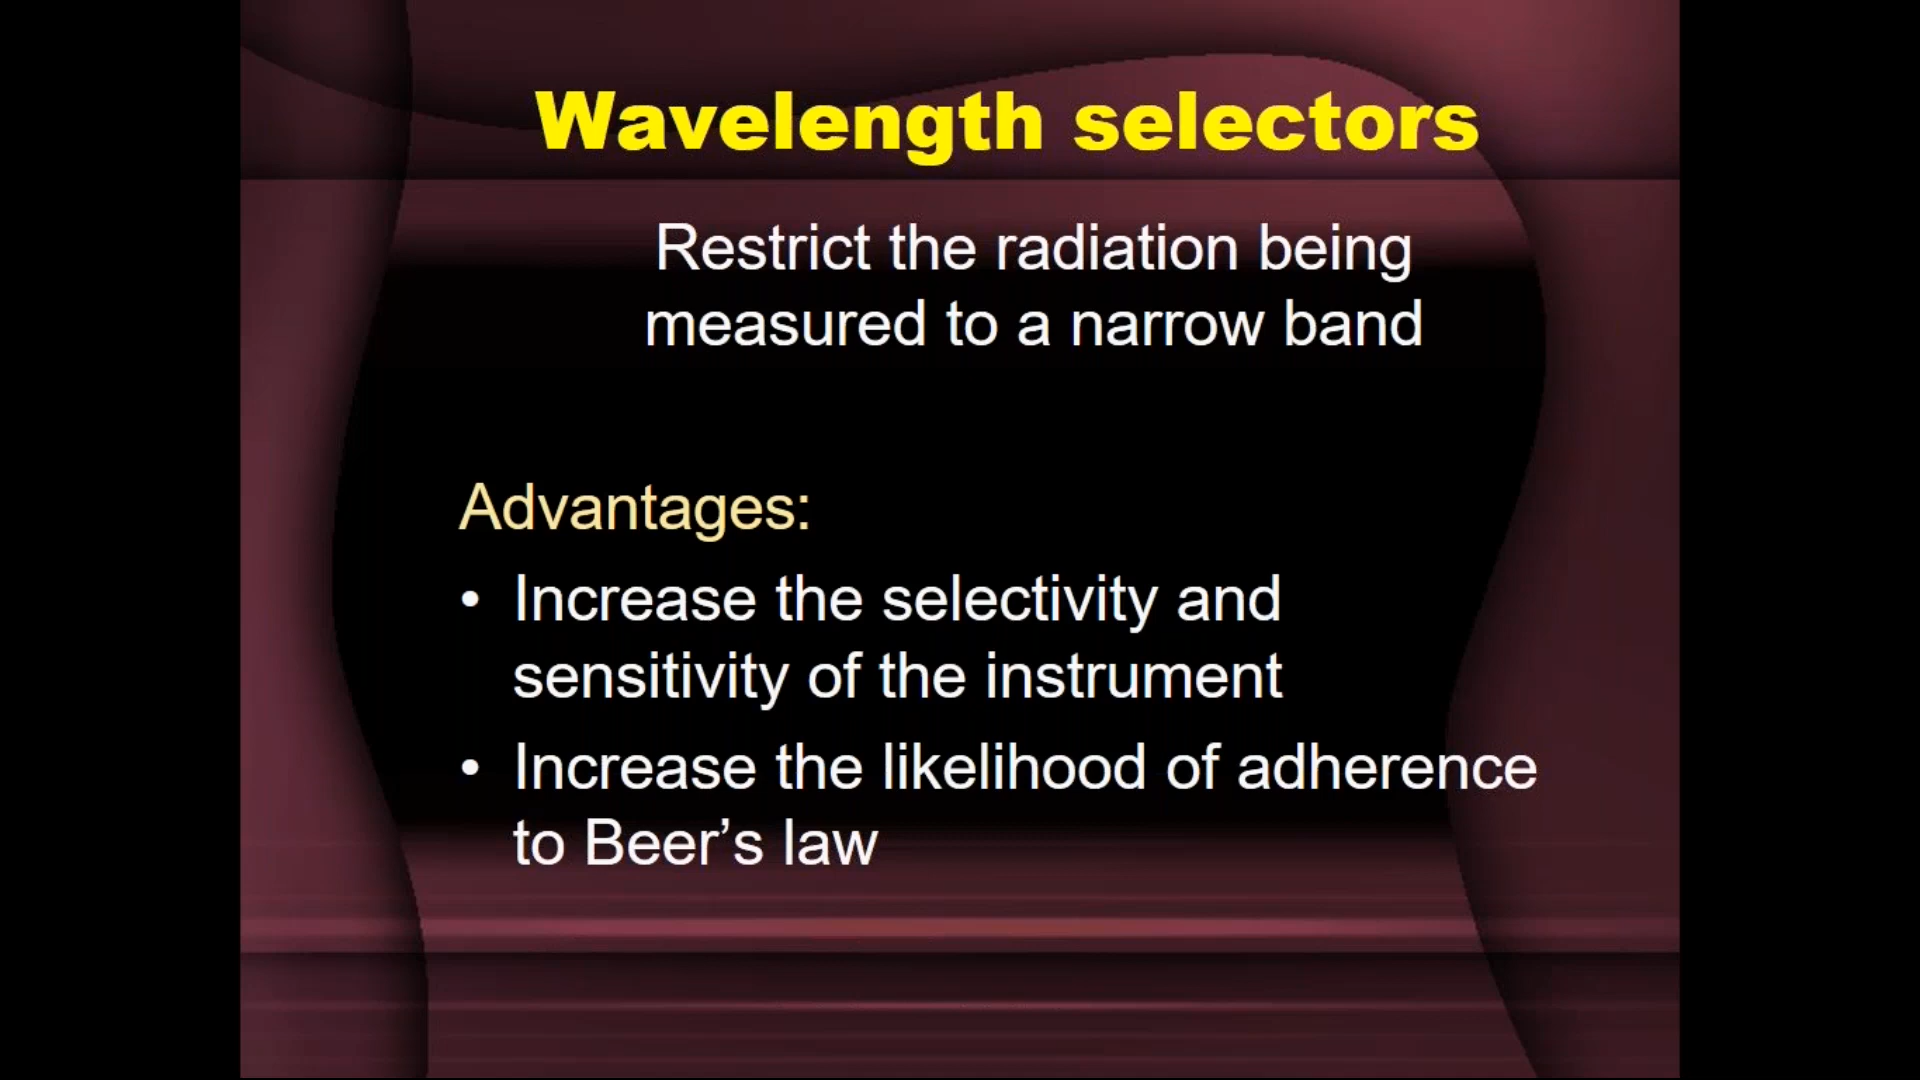 Wavelength selectors
Restrict the radiation being
measured to a narrow band
Advantages:
• Increase the selectivity and
sensitivity of the instrument
• Increase the likelihood of adherence
to Beer’s law